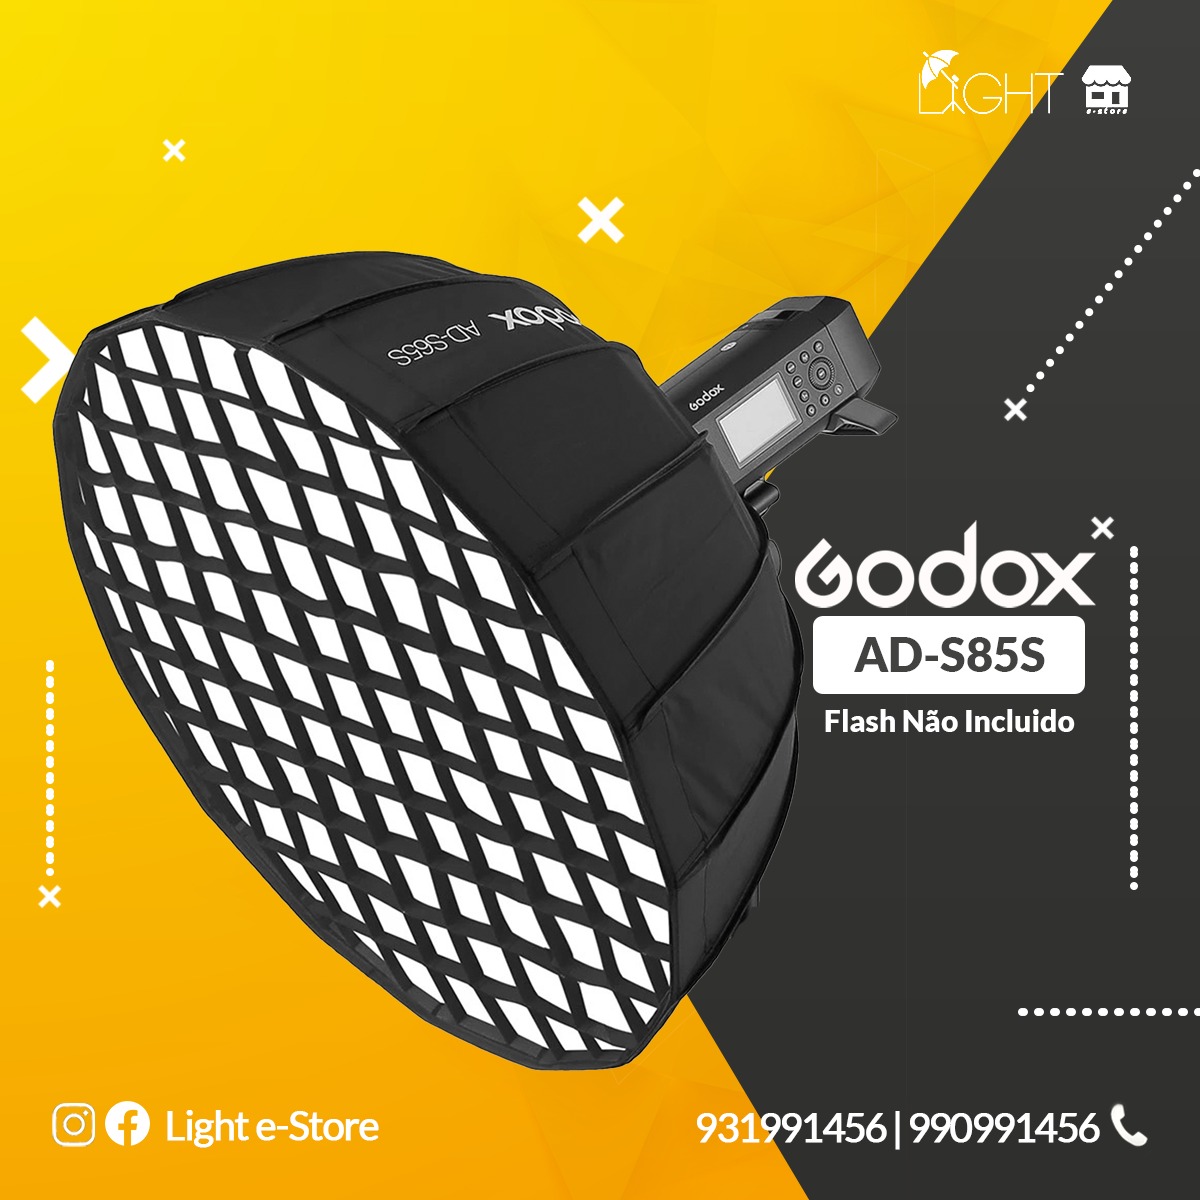 LIGHT
e-store
Godox
AD-S65S
Godox
Godox
AD-S85S
Flash Não Incluido
Light e-Store
931991456 | 990991456